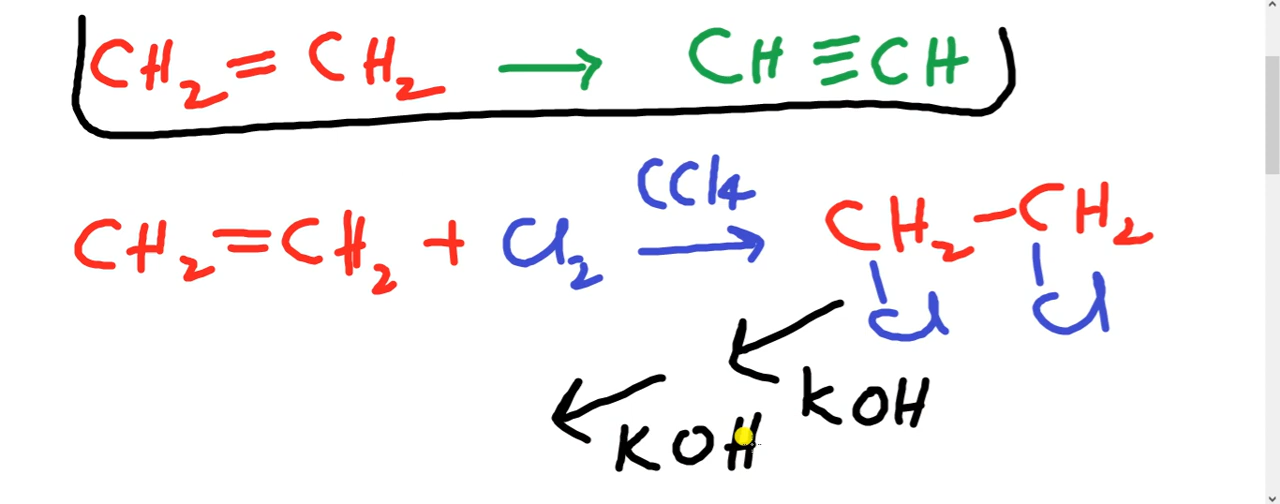 CH₂ = CH₂ → CH ≡ CH
CCl4
CH₂ = CH₂ + Cl₂ → CH₂ - CH₂
Cl Cl
KOH
KOH